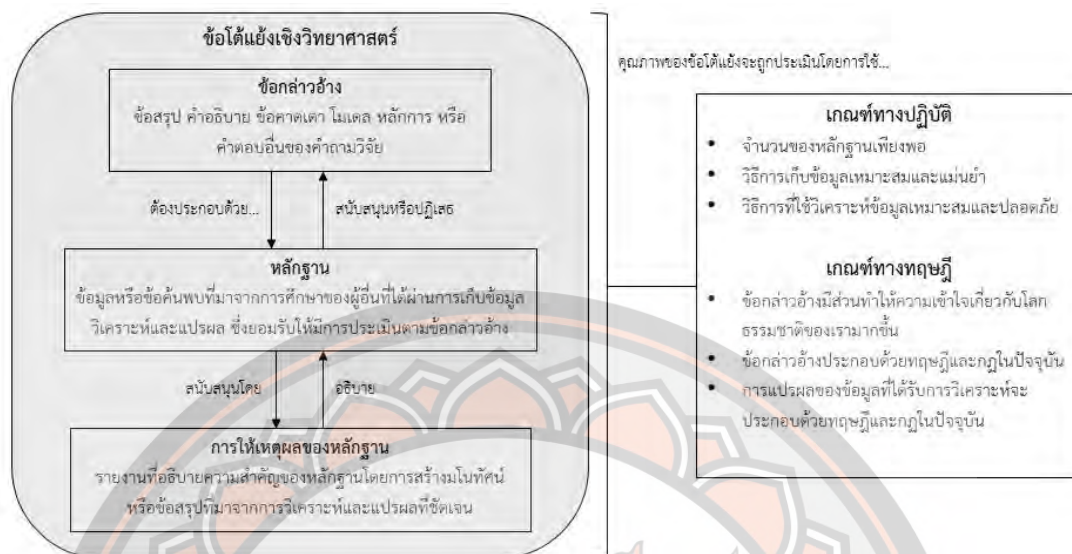 ข้อโต้แย้งเชิงวิทยาศาสตร์
ข้อกล่าวอ้าง
ข้อสรุป คำอธิบาย ข้อคาดเดา โมเดล หลักการ หรือ
คำตอบอื่นของคำถามวิจัย
ต้องประกอบด้วย...
สนับสนุนหรือปฏิเสธ
หลักฐาน
ข้อมูลหรือข้อค้นพบที่มาจากการศึกษาของผู้อื่นที่ได้ผ่านการเก็บข้อมูล
วิเคราะห์และแปรผล ซึ่งยอมรับให้มีการประเมินตามข้อกล่าวอ้าง
สนับสนุนโดย
อธิบาย
การให้เหตุผลของหลักฐาน
รายงานที่อธิบายความสำคัญของหลักฐานโดยการสร้างมโนทัศน์
หรือข้อสรุปที่มาจากการวิเคราะห์และแปรผลที่ชัดเจน
คุณภาพของข้อโต้แย้งจะถูกประเมินโดยการใช้...
เกณฑ์ทางปฏิบัติ
• จำนวนของหลักฐานเพียงพอ
• วิธีการเก็บข้อมูลเหมาะสมและแม่นยำ
• วิธีการที่ใช้วิเคราะห์ข้อมูลเหมาะสมและปลอดภัย
เกณฑ์ทางทฤษฎี
• ข้อกล่าวอ้างมีส่วนทำให้ความเข้าใจเกี่ยวกับโลก
ธรรมชาติของเรามากขึ้น
• ข้อกล่าวอ้างประกอบด้วยทฤษฎีและกฎในปัจจุบัน
• การแปรผลของข้อมูลที่ได้รับการวิเคราะห์จะ
ประกอบด้วยทฤษฎีและกฎในปัจจุบัน